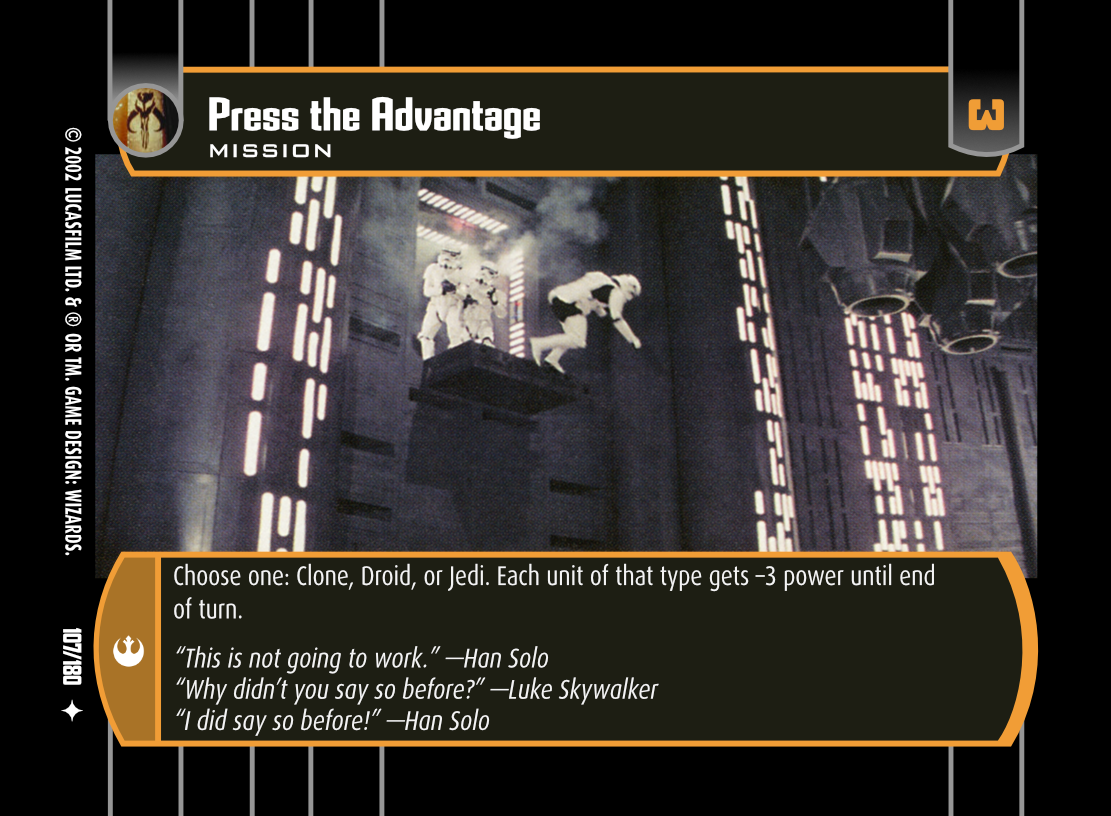 Press the Advantage
MISSION
3
Choose one: Clone, Droid, or Jedi. Each unit of that type gets –3 power until end
of turn.
“This is not going to work.” —Han Solo
“Why didn’t you say so before?” —Luke Skywalker
“I did say so before!” —Han Solo
© 2002 LUCASFILM LTD. & ® OR TM. GAME DESIGN: WIZARDS.
107/180